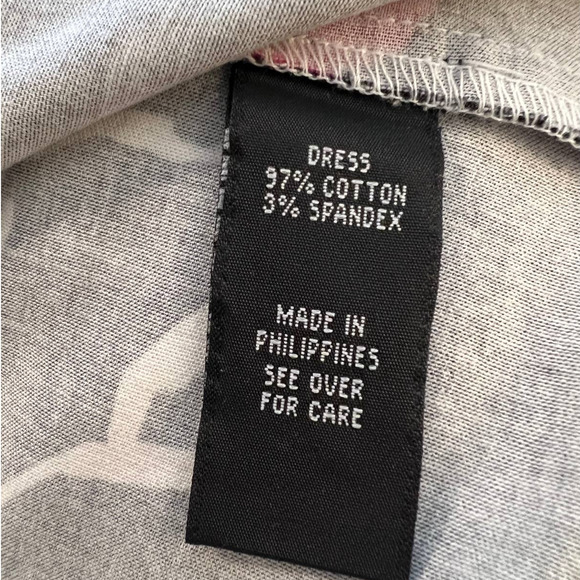 DRESS
97% COTTON
3% SPANDEX
MADE IN
PHILIPPINES
SEE OVER
FOR CARE